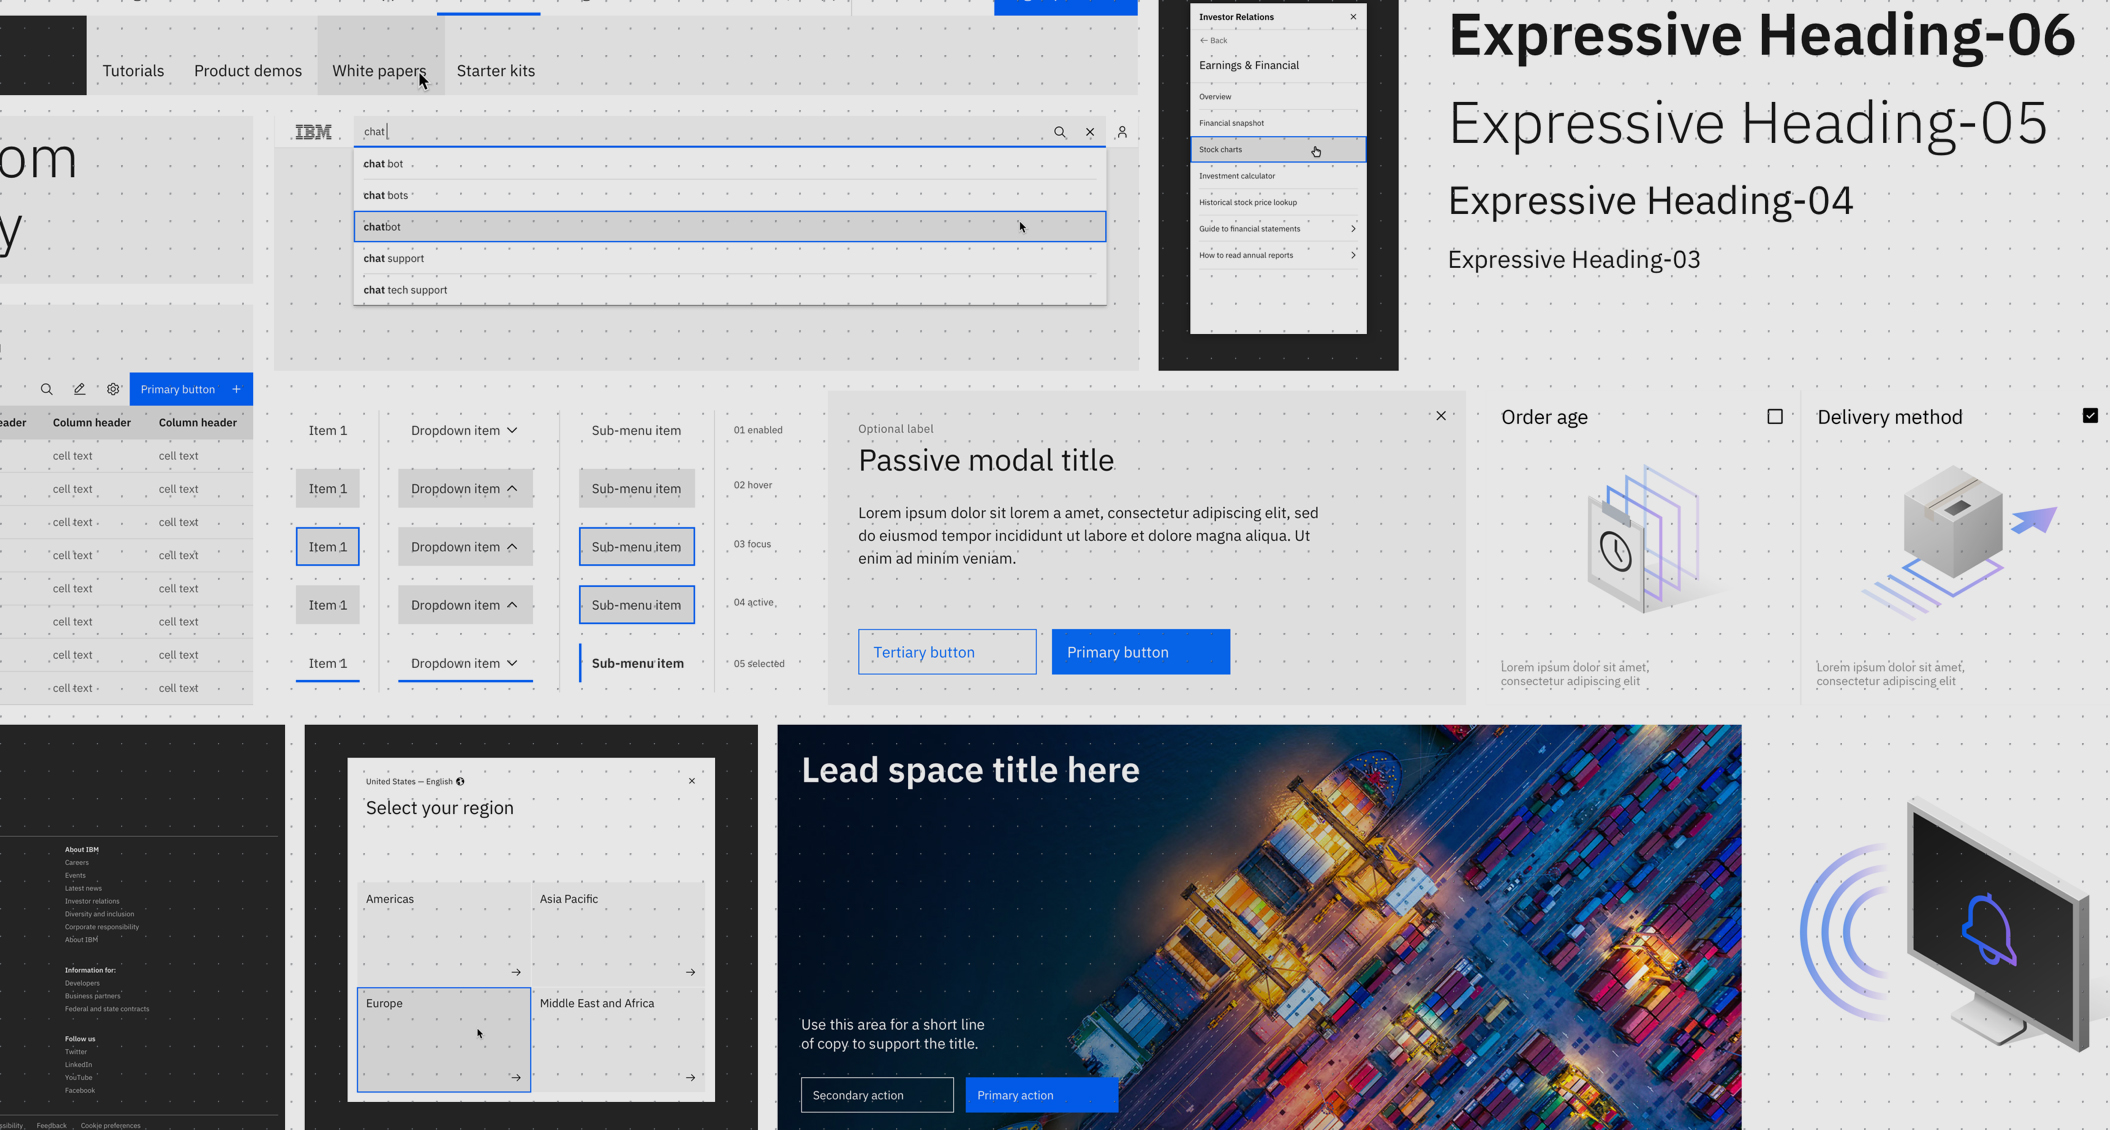 Tutorials
Product demos
White papers
Starter kits
om
y
IBM
chat
chat bot
chat bots
chatbot
chat support
chat tech support
Investor Relations
Back
Earnings & Financial
Overview
Financial snapshot
Stock charts
Investment calculator
Historical stock price lookup
Guide to financial statements
How to read annual reports
Expressive Heading-06
Expressive Heading-05
Expressive Heading-04
Expressive Heading-03
Primary button
eader Column header Column header
cell text cell text
cell text cell text
cell text cell text
cell text cell text
cell text cell text
cell text cell text
cell text cell text
cell text cell text
Item 1 Dropdown item Sub-menu item 01 enabled
Item 1 Dropdown item Sub-menu item 02 hover
Item 1 Dropdown item Sub-menu item 03 focus
Item 1 Dropdown item Sub-menu item 04 active
Item 1 Dropdown item Sub-menu item 05 selected
Optional label
Passive modal title
Lorem ipsum dolor sit lorem a amet, consectetur adipiscing elit, sed
do eiusmod tempor incididunt ut labore et dolore magna aliqua. Ut
enim ad minim veniam.
Tertiary button
Primary button
Order age
Lorem ipsum dolor sit amet,
consectetur adipiscing elit
Delivery method
Lorem ipsum dolor sit amet,
consectetur adipiscing elit
About IBM
Careers
Events
Latest news
Investor relations
Diversity and inclusion
Corporate responsibility
About IBM
Information for:
Developers
Business partners
Federal and state contracts
Follow us
Twitter
LinkedIn
YouTube
Facebook
ssibility Feedback Cookie preferences
United States — English
Select your region
Americas
Asia Pacific
Europe
Middle East and Africa
Lead space title here
Use this area for a short line
of copy to support the title.
Secondary action
Primary action